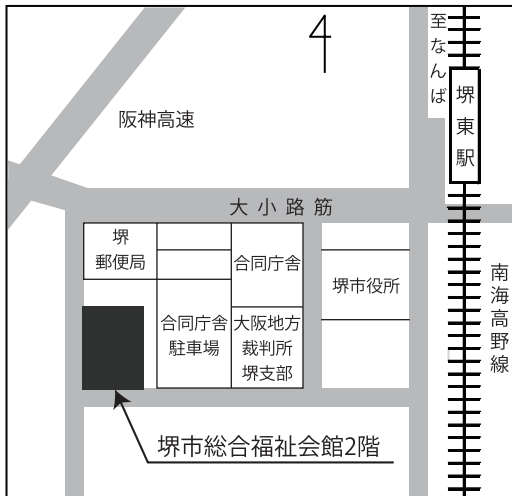 至なんば
堺東駅
阪神高速
大小路筋
堺
郵便局
合同庁舎
堺市役所
南海高野線
合同庁舎
駐車場
大阪地方
裁判所
堺支部
堺市総合福祉会館2階